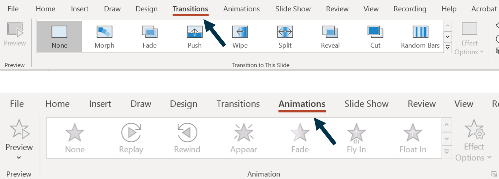 File Home Insert Draw Design Transitions Animations Slide Show Review View Recording Help Acrobat
Preview None Morph Fade Push Wipe Split Reveal Cut Random Bars Effect Options
Preview Transition to This Slide
File Home Insert Draw Design Transitions Animations Slide Show Review View Re
Preview None Replay Rewind Appear Fade Fly In Float In Effect Options
Preview Animation